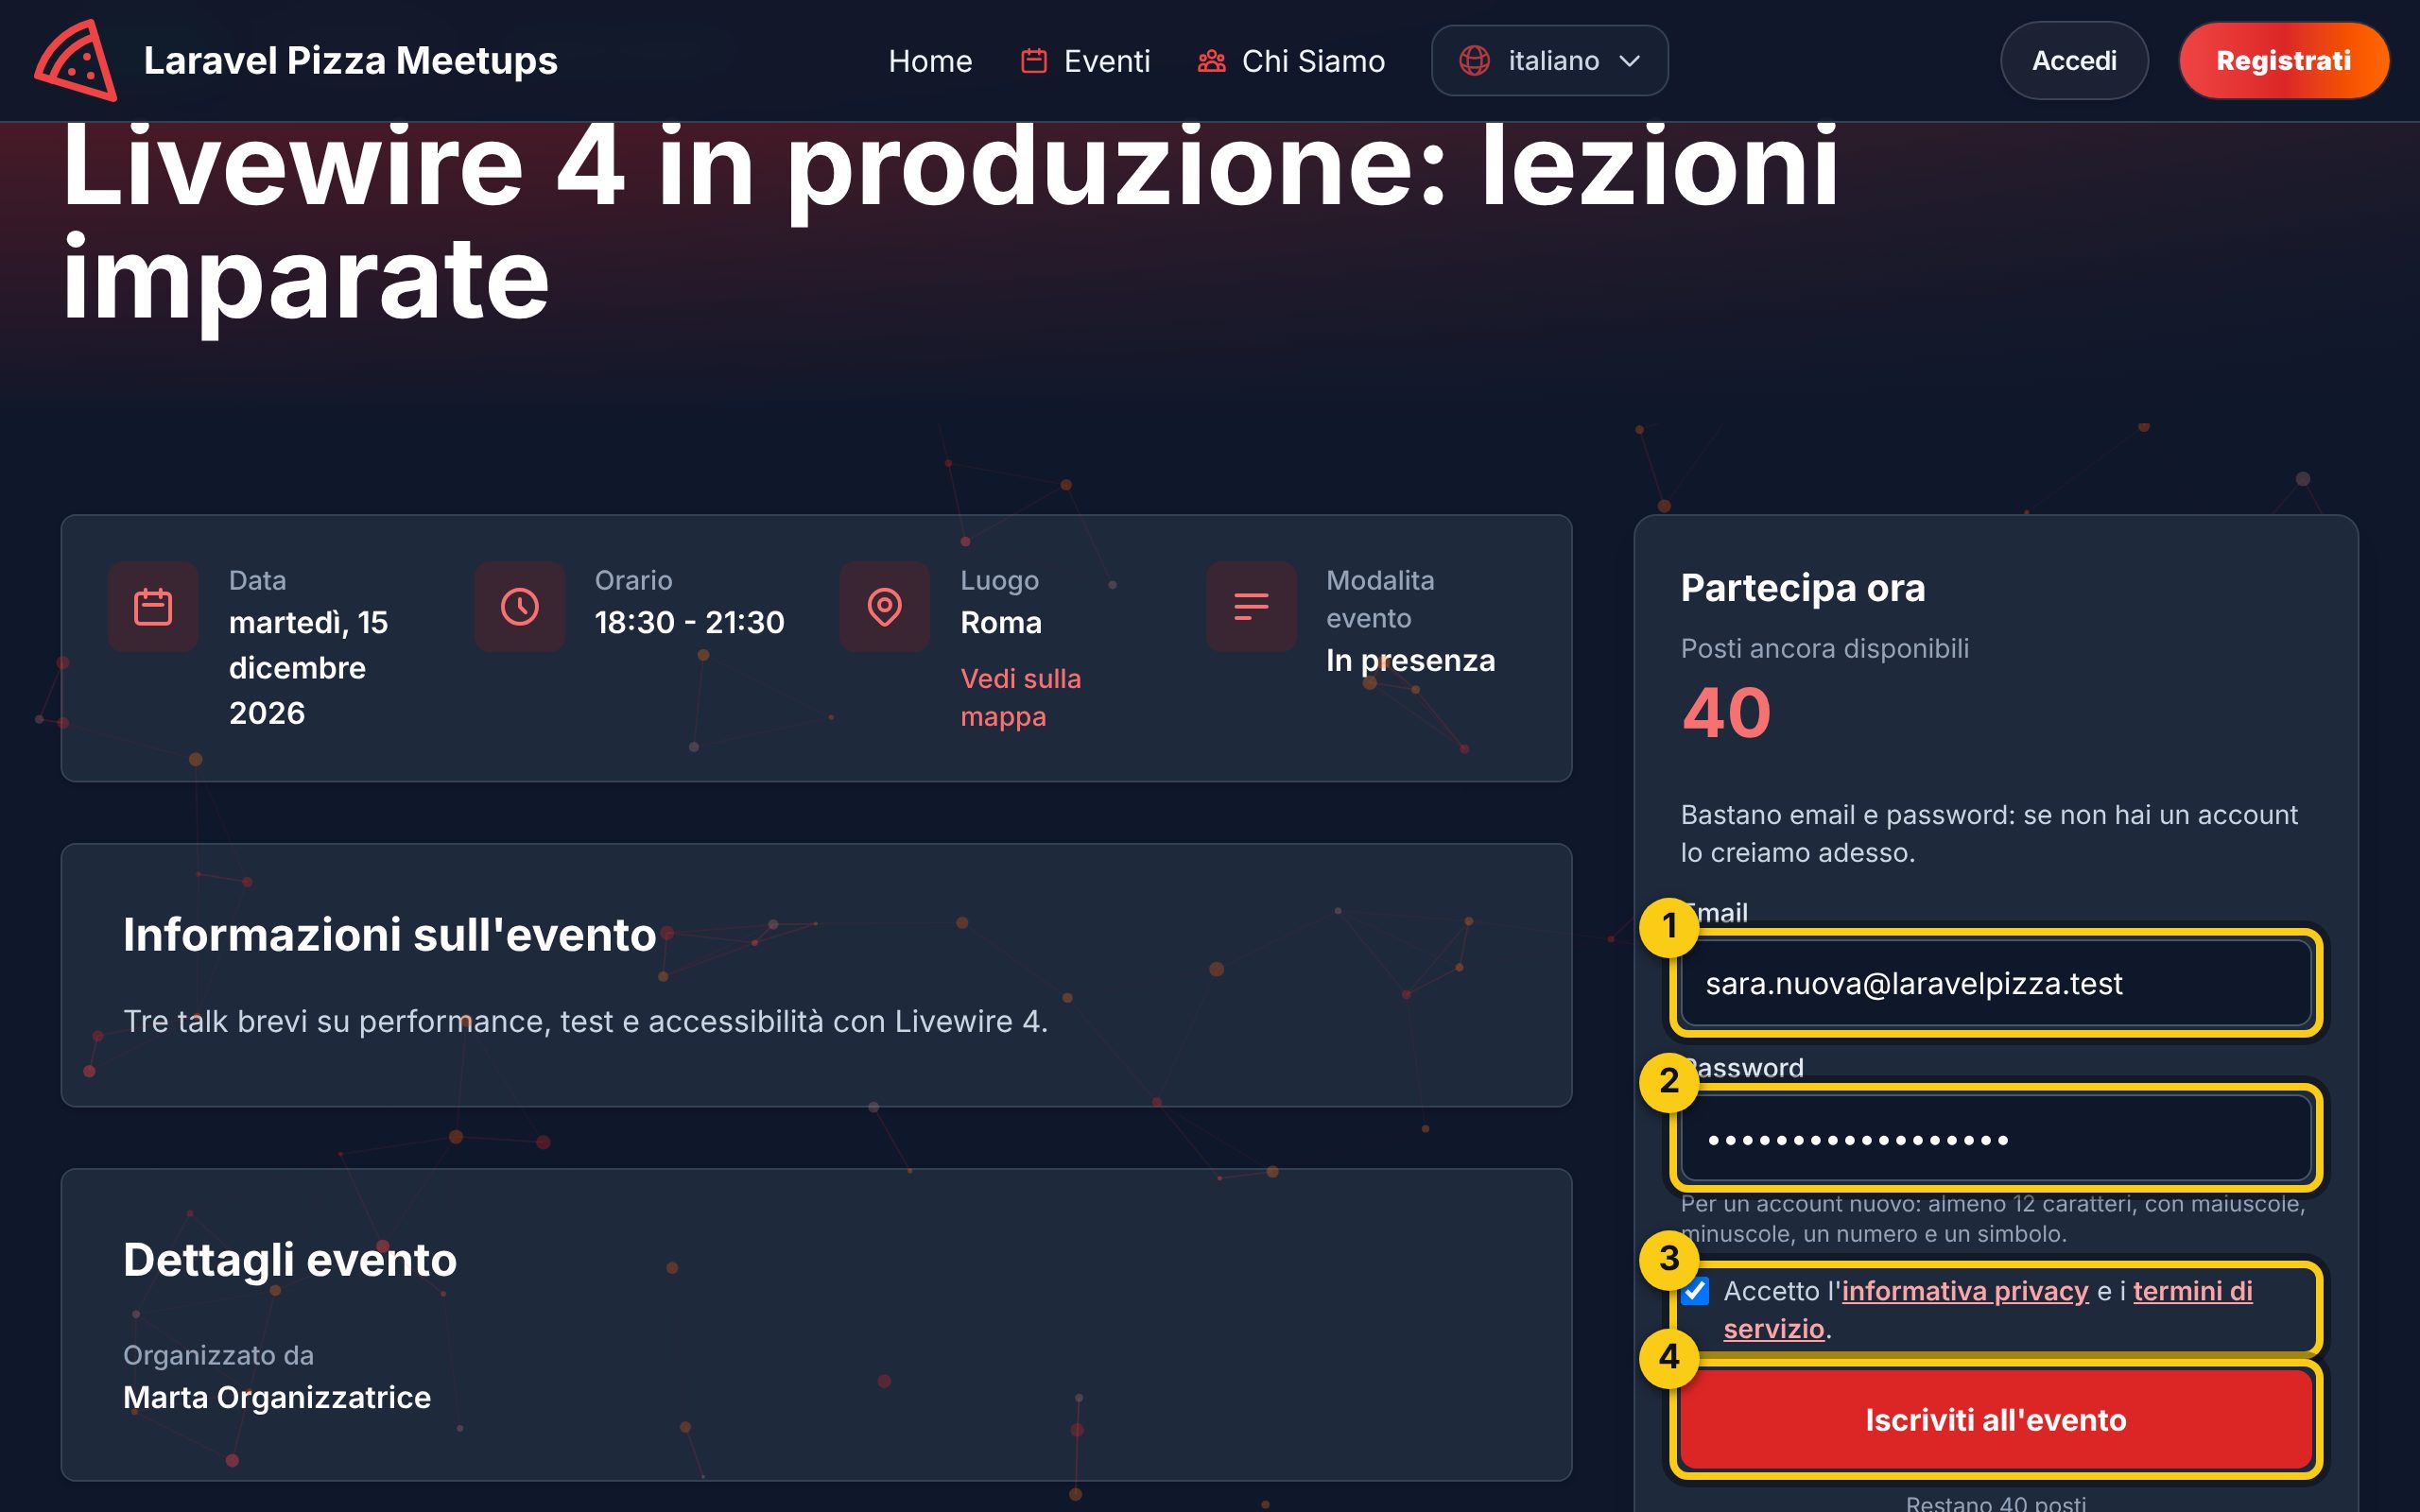 Laravel Pizza Meetups
Home
Eventi
Chi Siamo
italiano
Accedi
Registrati
Livewire 4 in produzione: lezioni
imparate
Data
martedì, 15
dicembre
2026
Orario
18:30 - 21:30
Luogo
Roma
Vedi sulla
mappa
Modalita
evento
In presenza
Informazioni sull'evento
Tre talk brevi su performance, test e accessibilità con Livewire 4.
Dettagli evento
Organizzato da
Marta Organizzatrice
Partecipa ora
Posti ancora disponibili
40
Bastano email e password: se non hai un account
lo creiamo adesso.
Email
1
sara.nuova@laravelpizza.test
Password
2
Per un account nuovo: almeno 12 caratteri, con maiuscole,
minuscole, un numero e un simbolo.
3
Accetto l'informativa privacy e i termini di
servizio.
4
Iscriviti all'evento
Restano 40 posti